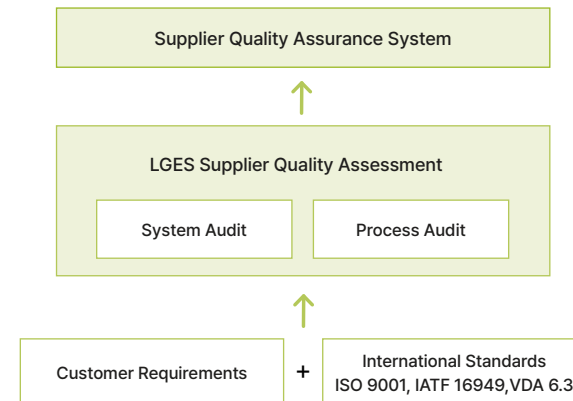 Supplier Quality Assurance System
LGES Supplier Quality Assessment
System Audit
Process Audit
Customer Requirements
+
International Standards
ISO 9001, IATF 16949,VDA 6.3